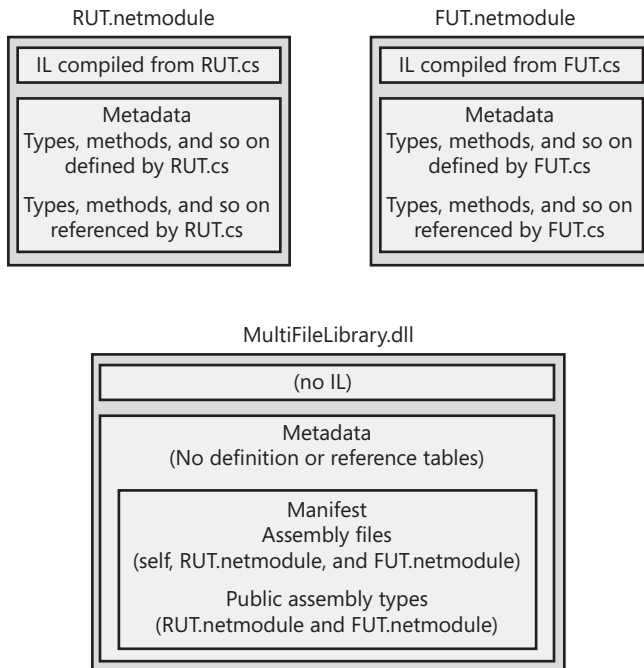 RUT.netmodule
IL compiled from RUT.cs
Metadata
Types, methods, and so on
defined by RUT.cs
Types, methods, and so on
referenced by RUT.cs
FUT.netmodule
IL compiled from FUT.cs
Metadata
Types, methods, and so on
defined by FUT.cs
Types, methods, and so on
referenced by FUT.cs
MultiFileLibrary.dll
(no IL)
Metadata
(No definition or reference tables)
Manifest
Assembly files
(self, RUT.netmodule, and FUT.netmodule)
Public assembly types
(RUT.netmodule and FUT.netmodule)